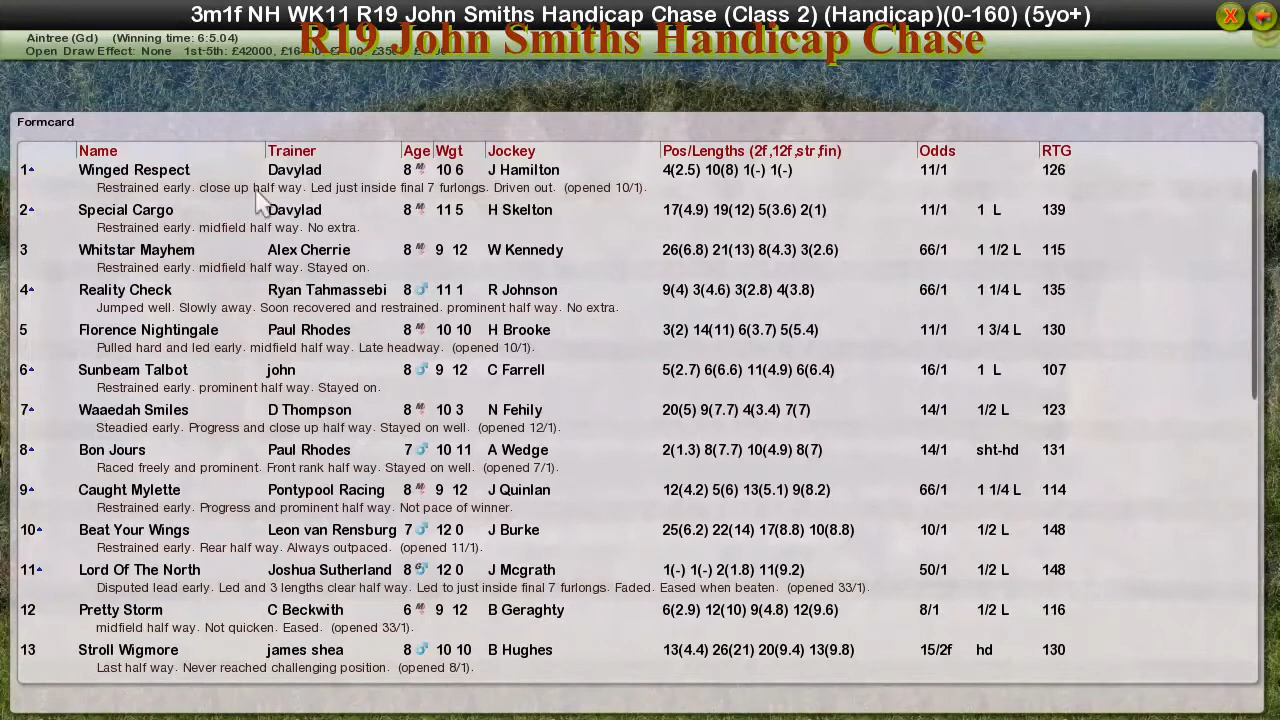 3m1f NH WK11 R19 John Smiths Handicap Chase (Class 2) (Handicap)(0-160) (5yo+)
R19 John Smiths Handicap Chase
Aintree (Gd) (Winning time: 6:5.04)
Open Draw Effect: None 1st-5th: £42000,
Formcard
Name Trainer Age Wgt Jockey Pos/Lengths (2f,12f,str,fin) Odds RTG
1 Winged Respect Davylad 8 10 6 J Hamilton 4(2.5) 10(8) 1(-) 1(-) 11/1 126
Restrained early. close up half way. Led just inside final 7 furlongs. Driven out. (opened 10/1).
2 Special Cargo Davylad 8 11 5 H Skelton 17(4.9) 19(12) 5(3.6) 2(1) 11/1 1 L 139
Restrained early. midfield half way. No extra.
3 Whitstar Mayhem Alex Cherrie 8 9 12 W Kennedy 26(6.8) 21(13) 8(4.3) 3(2.6) 66/1 1 1/2 L 115
Restrained early. midfield half way. Stayed on.
4 Reality Check Ryan Tahmassebi 8 11 1 R Johnson 9(4) 3(4.6) 3(2.8) 4(3.8) 66/1 1 1/4 L 135
Jumped well. Slowly away. Soon recovered and restrained. prominent half way. No extra.
5 Florence Nightingale Paul Rhodes 8 10 10 H Brooke 3(2) 14(11) 6(3.7) 5(5.4) 11/1 1 3/4 L 130
Pulled hard and led early. midfield half way. Late headway. (opened 10/1).
6 Sunbeam Talbot john 8 9 12 C Farrell 5(2.7) 6(6.6) 11(4.9) 6(6.4) 16/1 1 L 107
Restrained early. prominent half way. Stayed on.
7 Waaedah Smiles D Thompson 8 10 3 N Fehily 20(5) 9(7.7) 4(3.4) 7(7) 14/1 1/2 L 123
Steadied early. Progress and close up half way. Stayed on well. (opened 12/1).
8 Bon Jours Paul Rhodes 7 10 11 A Wedge 2(1.3) 8(7.7) 10(4.9) 8(7) 14/1 sht-hd 131
Raced freely and prominent. Front rank half way. Stayed on well. (opened 7/1).
9 Caught Mylette Pontypool Racing 8 9 12 J Quinlan 12(4.2) 5(6) 13(5.1) 9(8.2) 66/1 1 1/4 L 114
Restrained early. Progress and prominent half way. Not pace of winner.
10 Beat Your Wings Leon van Rensburg 7 12 0 J Burke 25(6.2) 22(14) 17(8.8) 10(8.8) 10/1 1/2 L 148
Restrained early. Rear half way. Always outpaced. (opened 11/1).
11 Lord Of The North Joshua Sutherland 8 12 0 J Mcgrath 1(-) 1(-) 2(1.8) 11(9.2) 50/1 1/2 L 148
Disputed lead early. Led and 3 lengths clear half way. Led to just inside final 7 furlongs. Faded. Eased when beaten. (opened 33/1).
12 Pretty Storm C Beckwith 6 9 12 B Geraghty 6(2.9) 12(10) 9(4.8) 12(9.6) 8/1 1/2 L 116
midfield half way. Not quicken. Eased. (opened 33/1).
13 Stroll Wigmore james shea 8 10 10 B Hughes 13(4.4) 26(21) 20(9.4) 13(9.8) 15/2f hd 130
Last half way. Never reached challenging position. (opened 8/1).